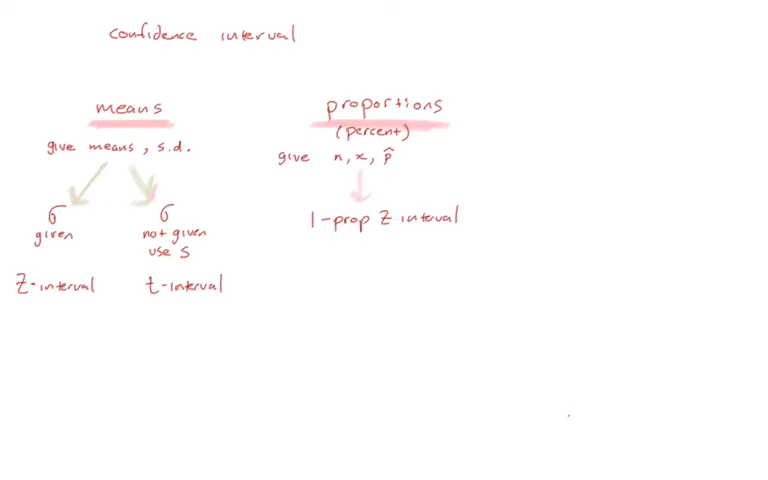 confidence interval
means
give means, s.d.
σ given
Z-interval
σ not given
use s
t-interval
proportions
(percent)
give n, x, p̂
1-prop Z interval